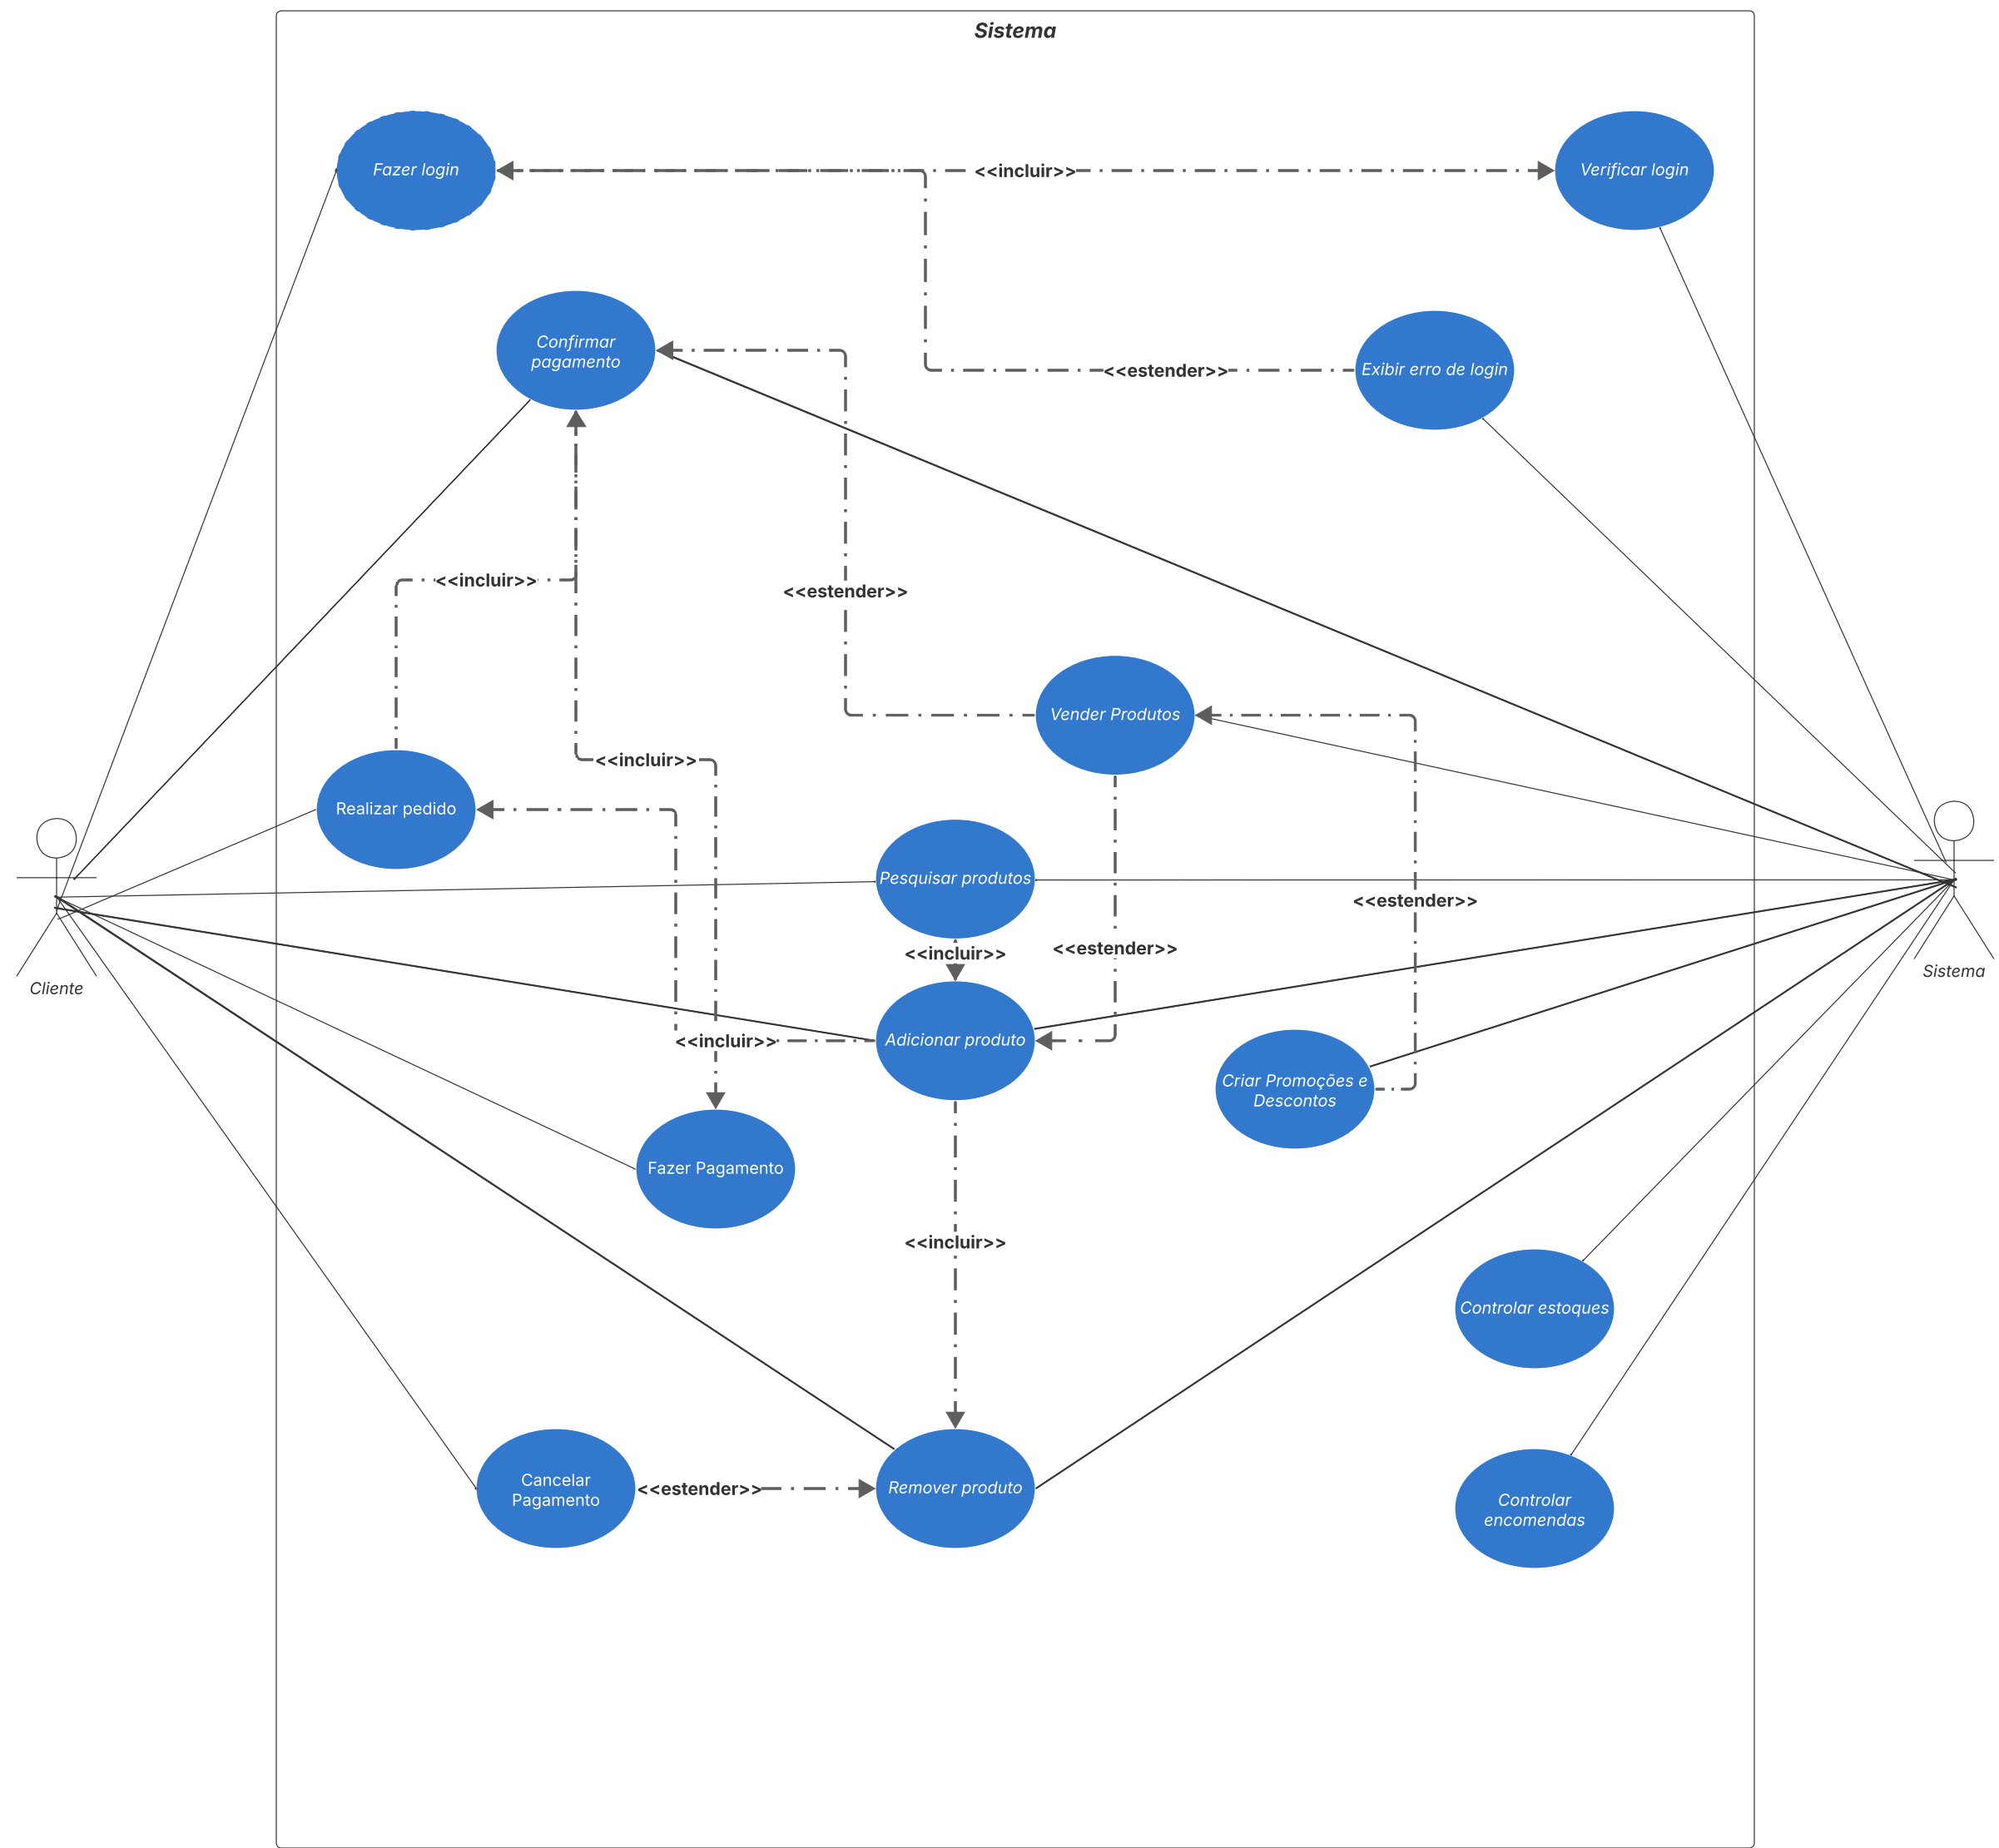 Sistema
Fazer login
<<incluir>>
Verificar login
Confirmar
pagamento
Exibir erro de login
<<estender>>
<<incluir>>
<<estender>>
Vender Produtos
<<incluir>>
Realizar pedido
Pesquisar produtos
<<estender>>
<<incluir>>
<<estender>>
Cliente
Sistema
<<incluir>>
Adicionar produto
Criar Promoções e
Descontos
Fazer Pagamento
<<incluir>>
Controlar estoques
Cancelar
Pagamento
<<estender>>
Remover produto
Controlar
encomendas